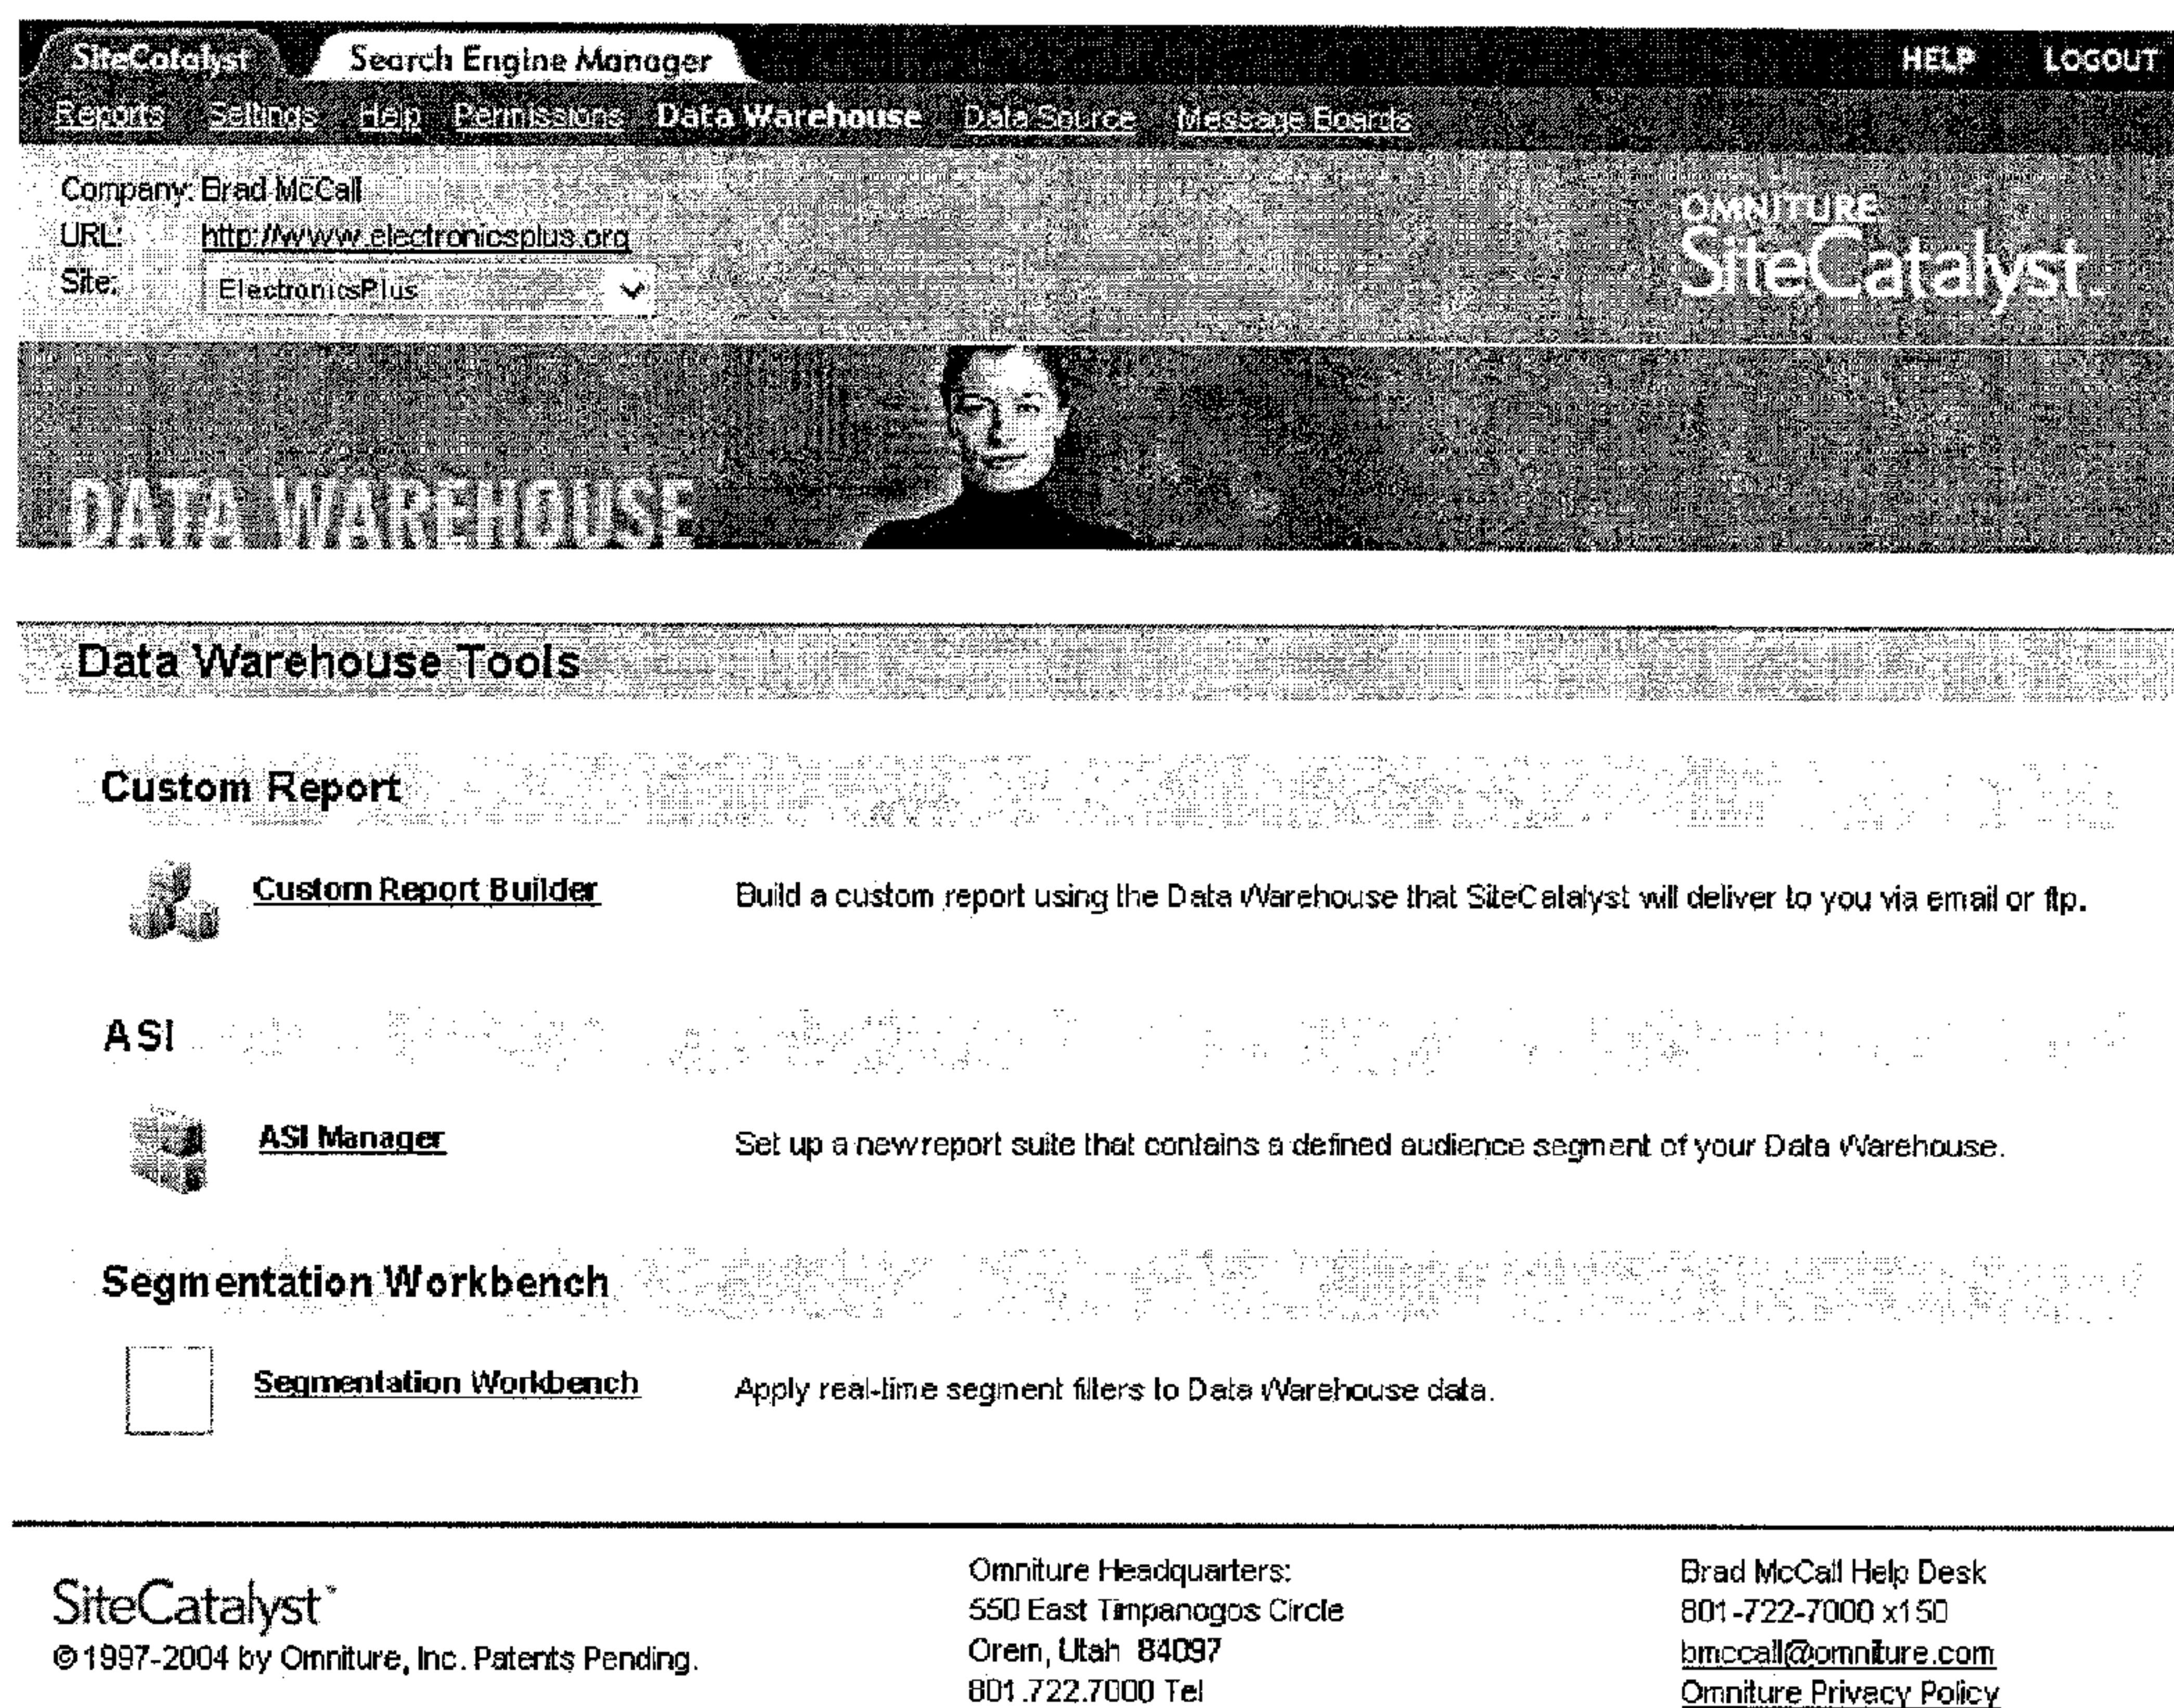 SiteCatalyst Search Engine Manager HELP LOGOUT
Reports Settings Help Permissions Data Warehouse Data Source Message Boards
Company: Brad McCall
URL: http://www.electronicsplus.org
Site: ElectronicsPlus
OMNITURE
SiteCatalyst
DATA WAREHOUSE
Data Warehouse Tools
Custom Report
Custom Report Builder Build a custom report using the Data Warehouse that SiteCatalyst will deliver to you via email or ftp.
ASI
ASI Manager Set up a new report suite that contains a defined audience segment of your Data Warehouse.
Segmentation Workbench
Segmentation Workbench Apply real-time segment filters to Data Warehouse data.
SiteCatalyst™
© 1997-2004 by Omniture, Inc. Patents Pending.
Omniture Headquarters:
550 East Timpanogos Circle
Orem, Utah 84097
801.722.7000 Tel
Brad McCall Help Desk
801-722-7000 x150
bmccall@omniture.com
Omniture Privacy Policy